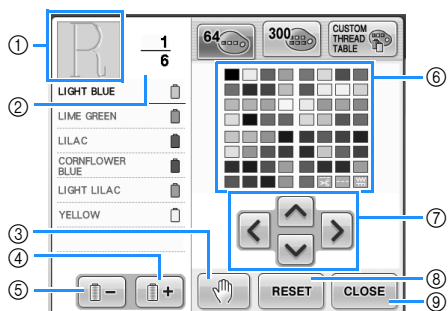 ①
R
1
6
64
300
CUSTOM
THREAD
TABLE
②
LIGHT BLUE
LIME GREEN
LILAC
CORNFLOWER
BLUE
LIGHT LILAC
YELLOW
⑥
③
④
⑤
⑦
− +
RESET
CLOSE
⑧
⑨